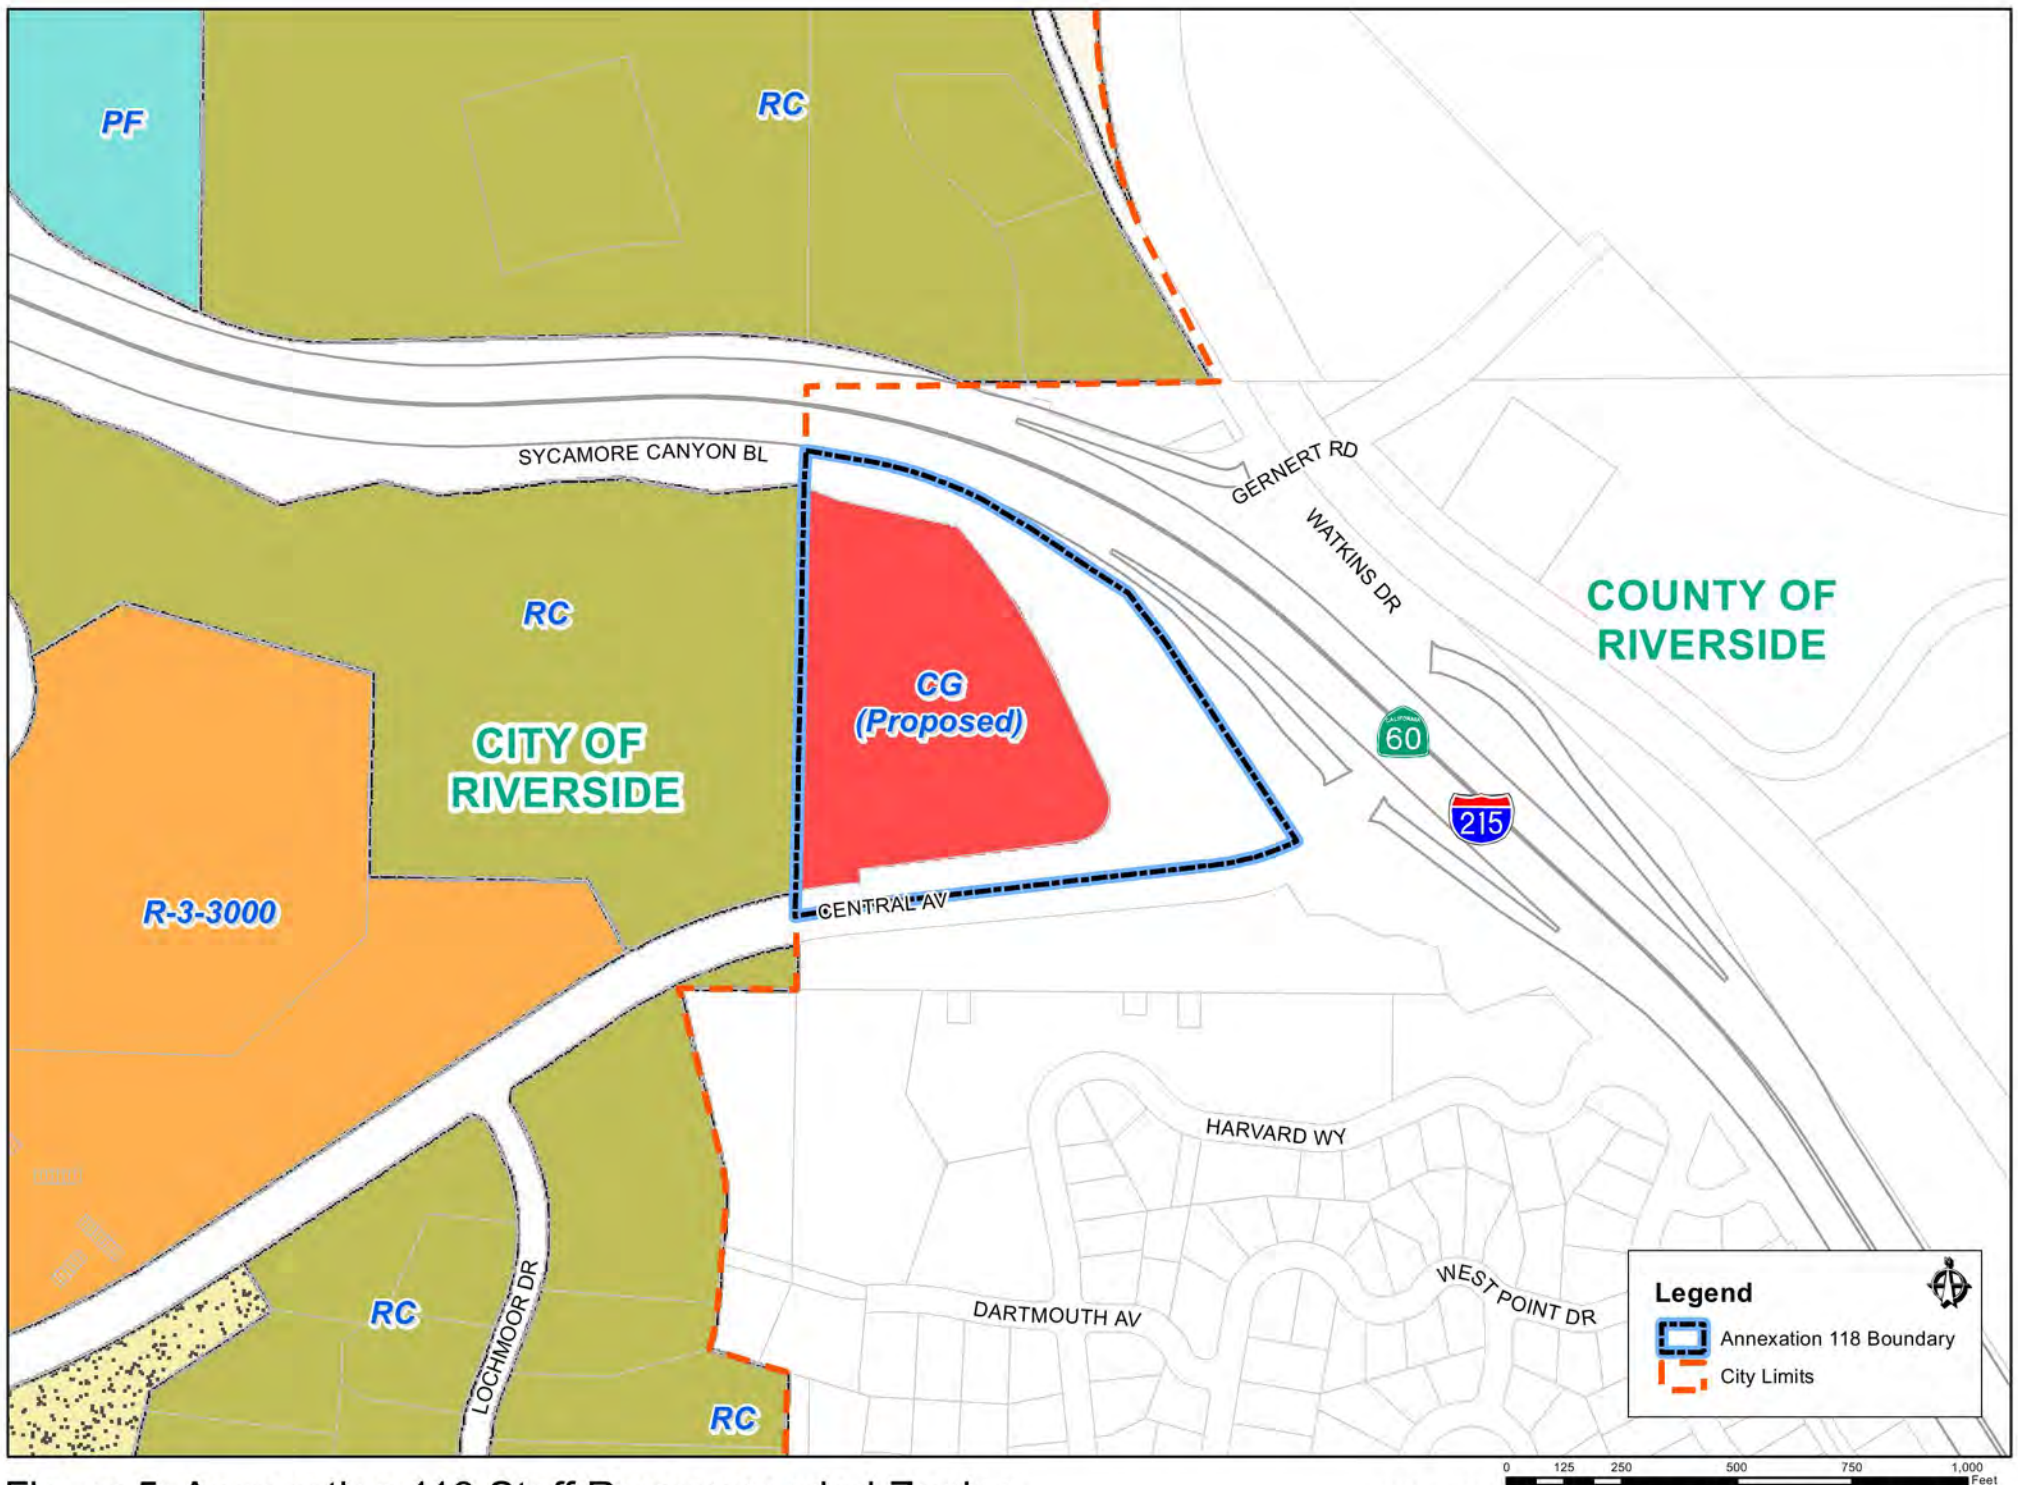 PF
RC
SYCAMORE CANYON BL
GERNERT RD
WATKINS DR
COUNTY OF
RIVERSIDE
RC
CG
(Proposed)
CALIFORNIA
60
CITY OF
RIVERSIDE
215
R-3-3000
CENTRAL AV
HARVARD WY
WEST POINT DR
DARTMOUTH AV
LOCHMOOR DR
RC
RC
Legend
Annexation 118 Boundary
City Limits
0 125 250 500 750 1,000
Feet